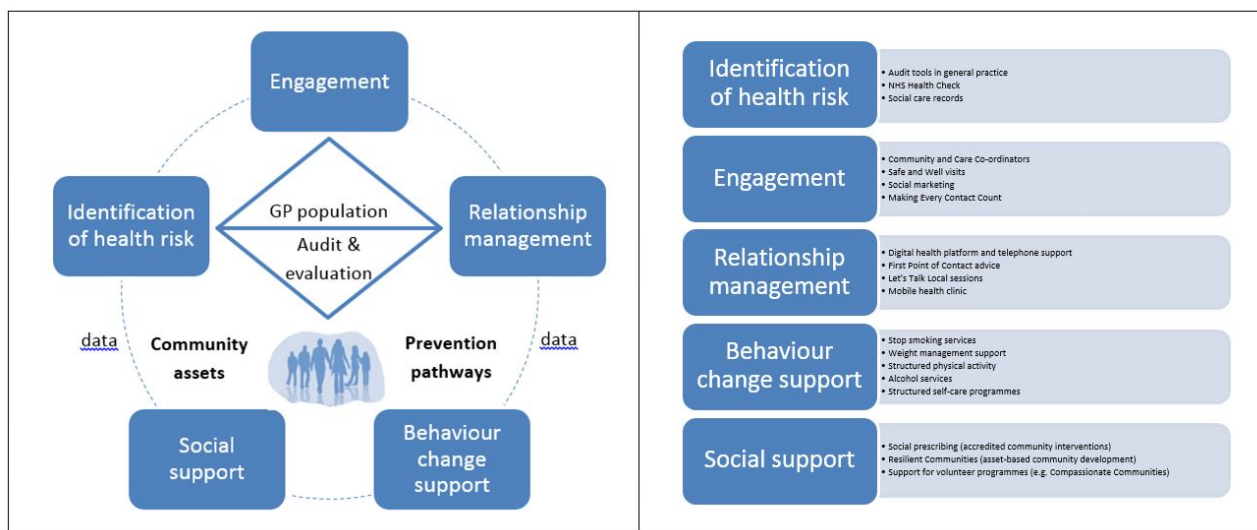 Engagement
Identification
of health risk
GP population
Audit &
evaluation
Relationship
management
data
Community
assets
Prevention
pathways
data
Social
support
Behaviour
change
support
Identification
of health risk
• Audit tools in general practice
• NHS Health Check
• Social care records
Engagement
• Community and Care Co-ordinators
• Safe and Well visits
• Social marketing
• Making Every Contact Count
Relationship
management
• Digital health platform and telephone support
• First Point of Contact advice
• Let's Talk Local sessions
• Mobile health clinic
Behaviour
change support
• Stop smoking services
• Weight management support
• Structured physical activity
• Alcohol services
• Structured self-care programmes
Social support
• Social prescribing (accredited community interventions)
• Resilient Communities (asset-based community development)
• Support for volunteer programmes (e.g. Compassionate Communities)